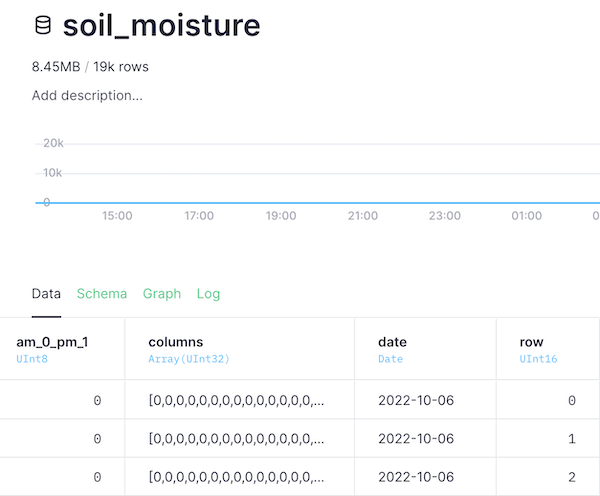 soil_moisture
8.45MB / 19k rows
Add description...
20k
10k
0
15:00 17:00 19:00 21:00 23:00 01:00 0
Data Schema Graph Log
am_0_pm_1 columns date row
UInt8 Array(UInt32) Date UInt16
0 [0,0,0,0,0,0,0,0,0,0,0,0,0,0,... 2022-10-06 0
0 [0,0,0,0,0,0,0,0,0,0,0,0,0,0,... 2022-10-06 1
0 [0,0,0,0,0,0,0,0,0,0,0,0,0,0,... 2022-10-06 2